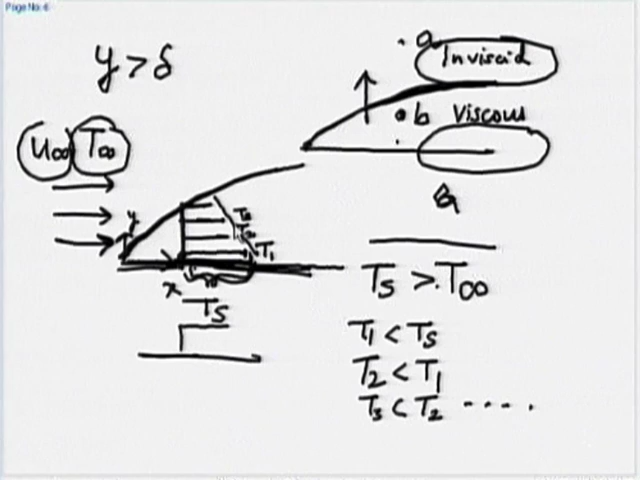 Page No: 6
y > δ
a
Inviscid
b Viscous
U∞ T∞
y
T3
T2
T1
x
Ts
Ts > T∞
T1 < Ts
T2 < T1
T3 < T2 ....